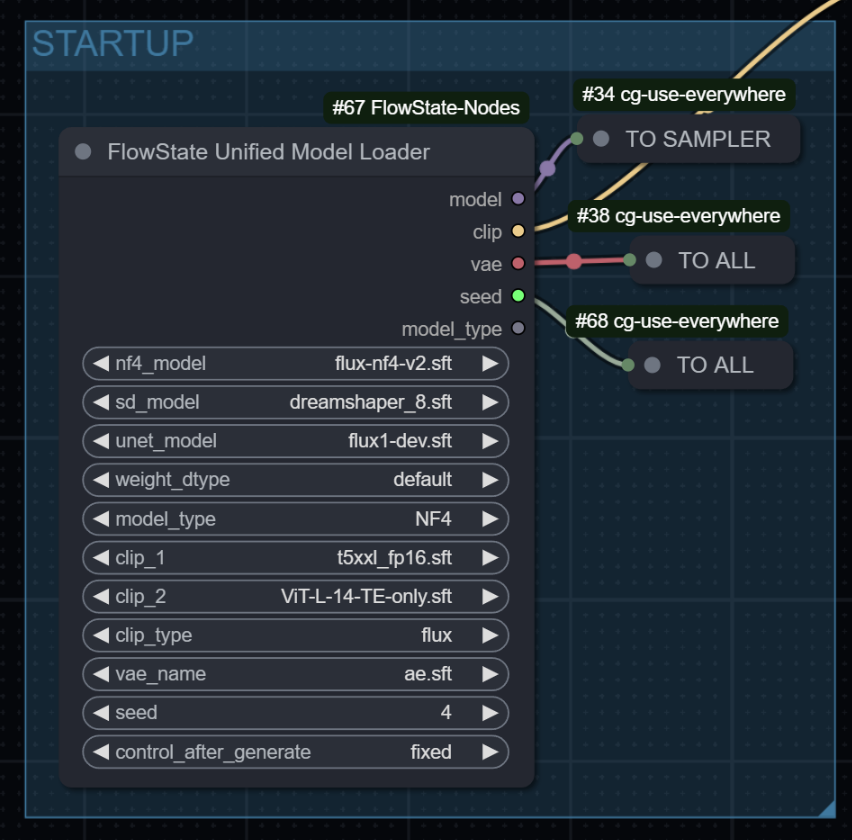 STARTUP
#67 FlowState-Nodes
#34 cg-use-everywhere
FlowState Unified Model Loader
TO SAMPLER
model
clip
#38 cg-use-everywhere
vae
TO ALL
seed
#68 cg-use-everywhere
model_type
TO ALL
nf4_model flux-nf4-v2.sft
sd_model dreamshaper_8.sft
unet_model flux1-dev.sft
weight_dtype default
model_type NF4
clip_1 t5xxl_fp16.sft
clip_2 ViT-L-14-TE-only.sft
clip_type flux
vae_name ae.sft
seed 4
control_after_generate fixed